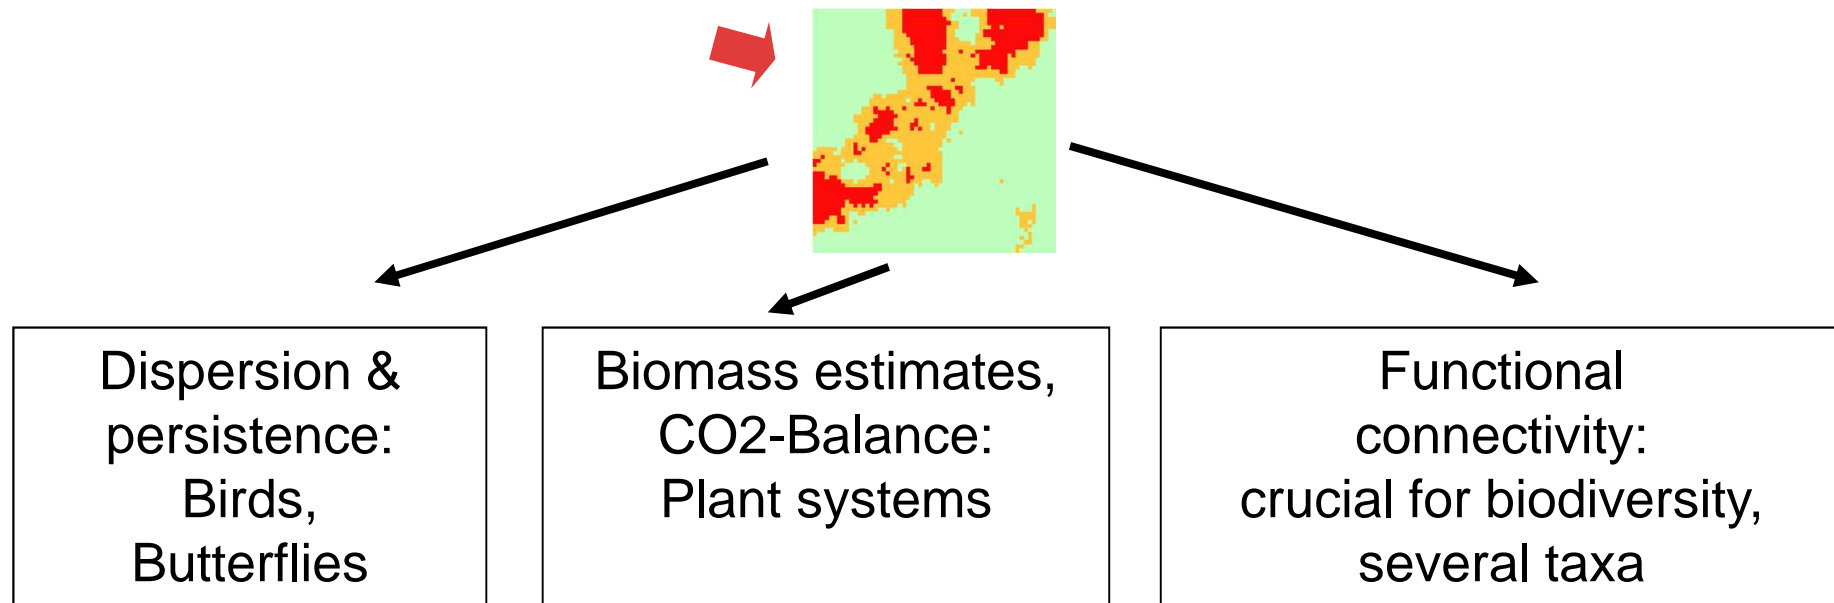 Dispersion &
persistence:
Birds,
Butterflies
Biomass estimates,
CO2-Balance:
Plant systems
Functional
connectivity:
crucial for biodiversity,
several taxa